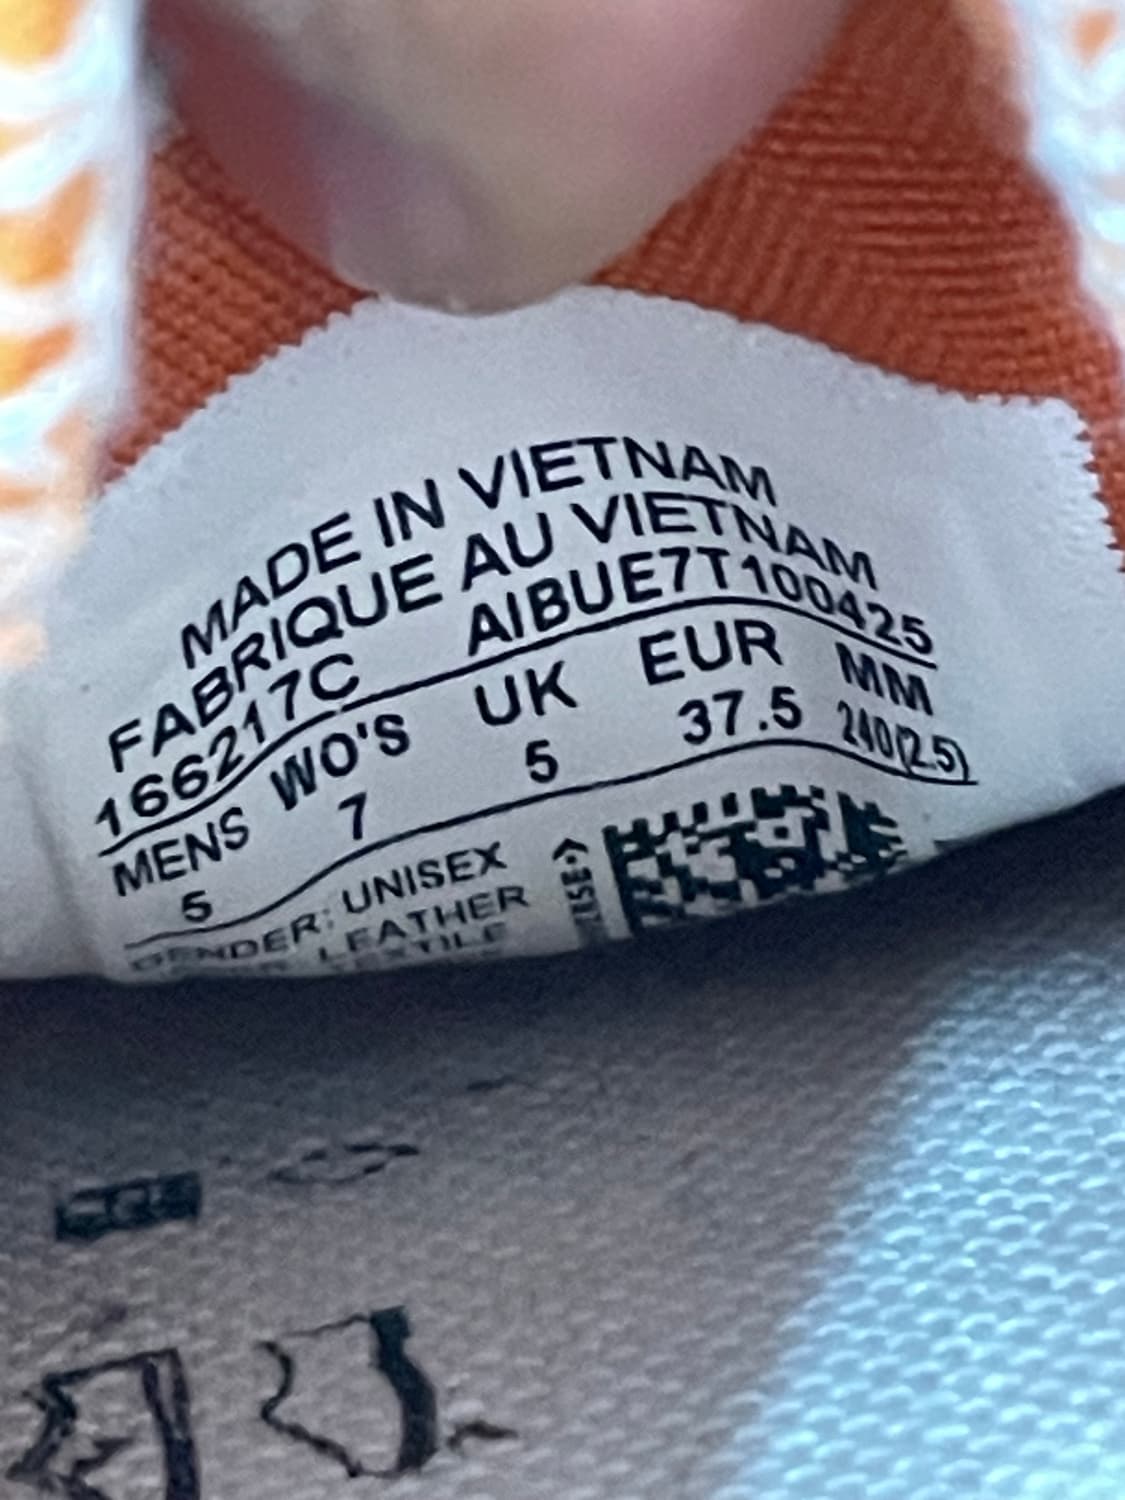 MADE IN VIETNAM
FABRIQUE AU VIETNAM
166217C AIBUE7T100425
MENS WO'S UK EUR MM
5 7 5 37.5 240(2.5)
GENDER: UNISEX
LEATHER